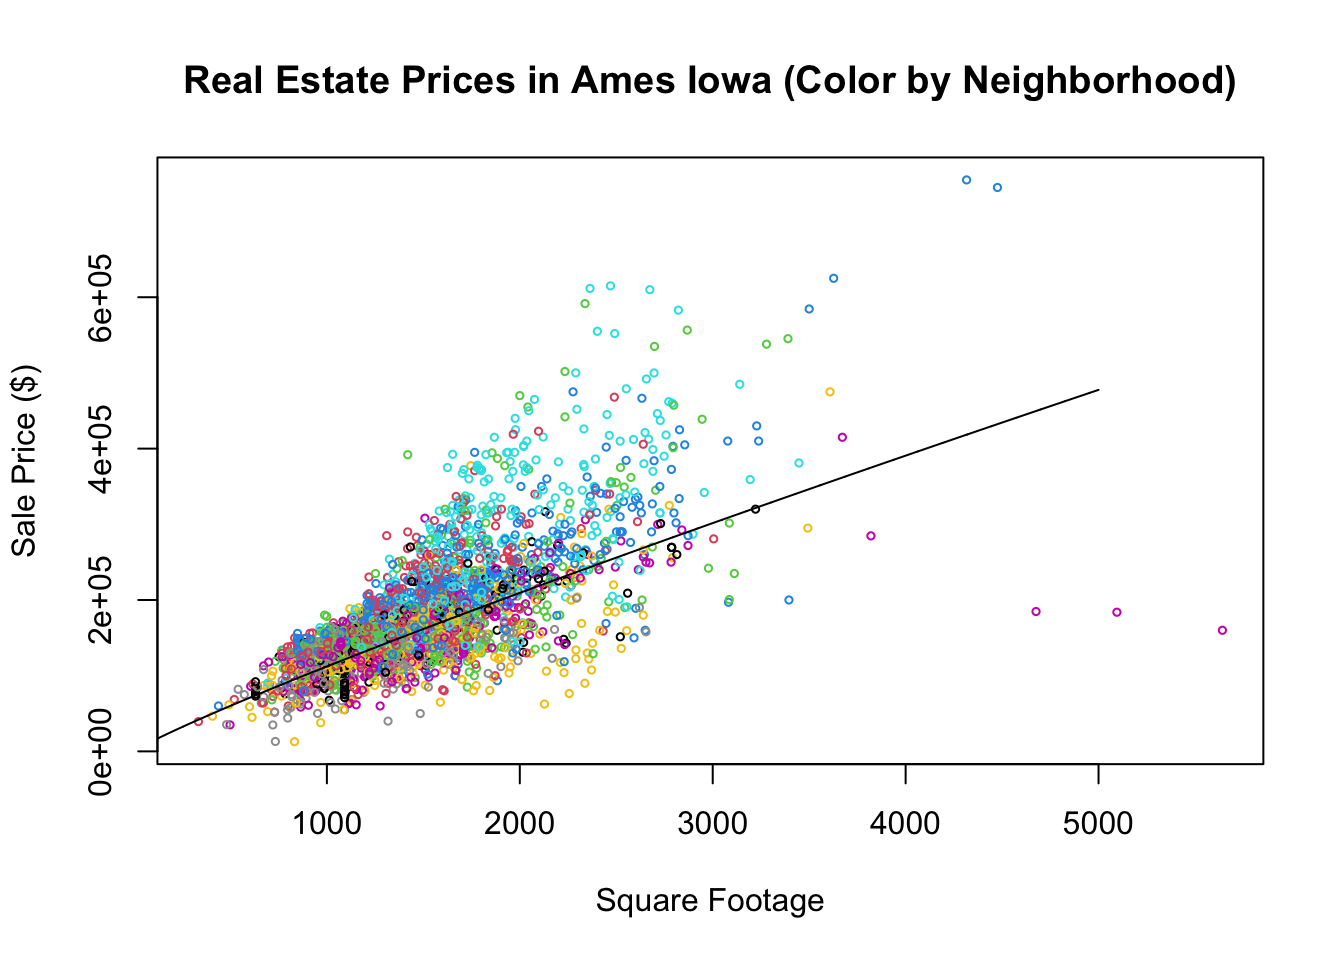 Real Estate Prices in Ames Iowa (Color by Neighborhood)
Sale Price ($)
6e+05
4e+05
2e+05
0e+00
1000 2000 3000 4000 5000
Square Footage